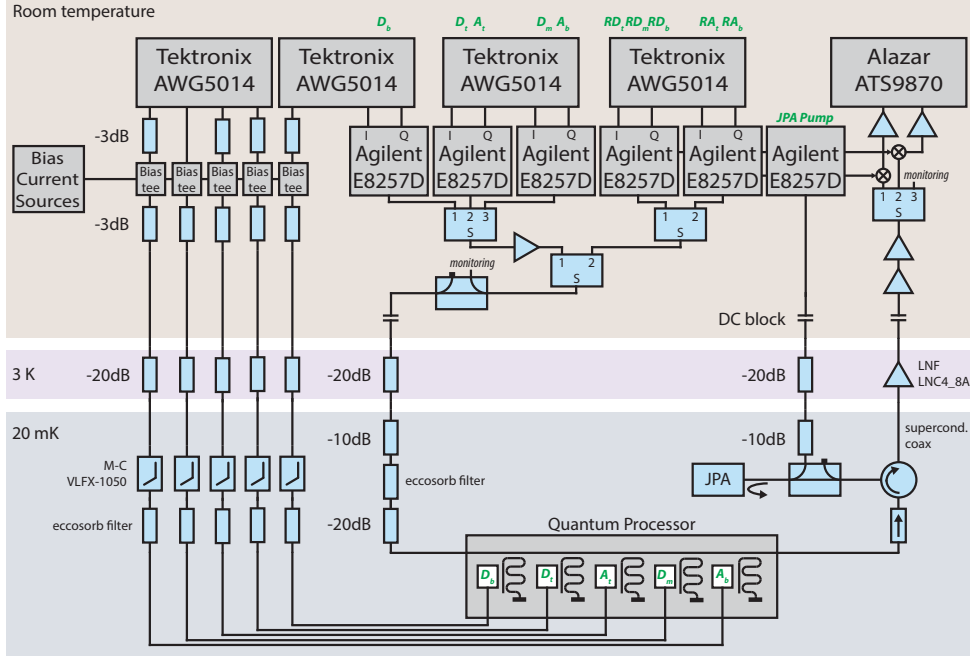 Room temperature
D_b
D_t A_t
D_m A_b
RD_t RD_m RD_b
RA_t RA_b
Tektronix
AWG5014
Tektronix
AWG5014
Tektronix
AWG5014
Tektronix
AWG5014
Alazar
ATS9870
JPA Pump
-3dB
I Q
I Q
I Q
I Q
I Q
Agilent
E8257D
Agilent
E8257D
Agilent
E8257D
Agilent
E8257D
Agilent
E8257D
Agilent
E8257D
Bias
Current
Sources
Bias
tee
Bias
tee
Bias
tee
Bias
tee
Bias
tee
monitoring
1 2 3
S
-3dB
1 2 3
S
1 2
S
1 2
S
monitoring
DC block
3 K
-20dB
-20dB
-20dB
LNF
LNC4_8A
20 mK
-10dB
-10dB
supercond.
coax
M-C
VLFX-1050
eccosorb filter
JPA
eccosorb filter
-20dB
Quantum Processor
D_b
D_t
A_t
D_m
A_b